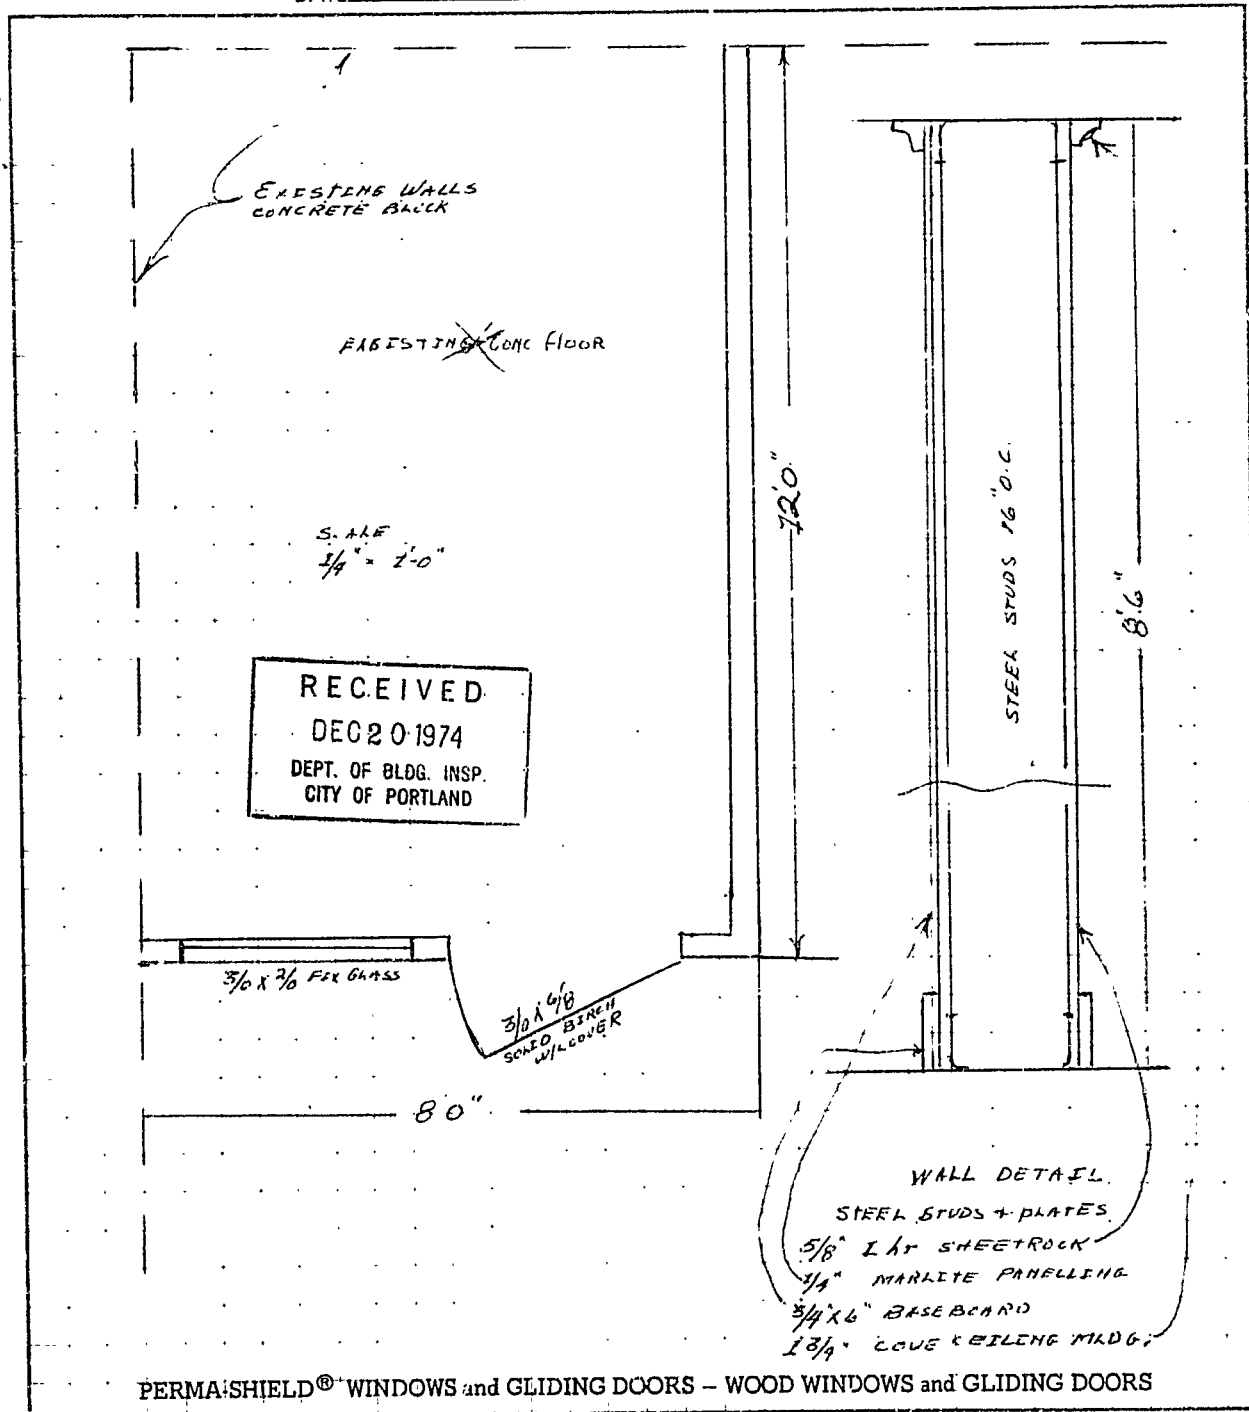 EXISTING WALLS
CONCRETE BLOCK
EXBISTING CONC FLOOR
SCALE
1/4" = 1'-0"
RECEIVED
DEC 20 1974
DEPT. OF BLDG. INSP.
CITY OF PORTLAND
3/0 X 2/0 FIX GLASS
3/0 X 6/8
SOLID BIRCH
W/LOUVER
8'0"
12'0"
STEEL STUDS 16" O.C.
8'6"
WALL DETAIL
STEEL STUDS + PLATES
5/8" 1 hr SHEETROCK
1/4" MARLITE PANELLING
3/4" X 6" BASEBOARD
1 3/4" COVE CEILING MLDG.
PERMA-SHIELD® WINDOWS and GLIDING DOORS – WOOD WINDOWS and GLIDING DOORS